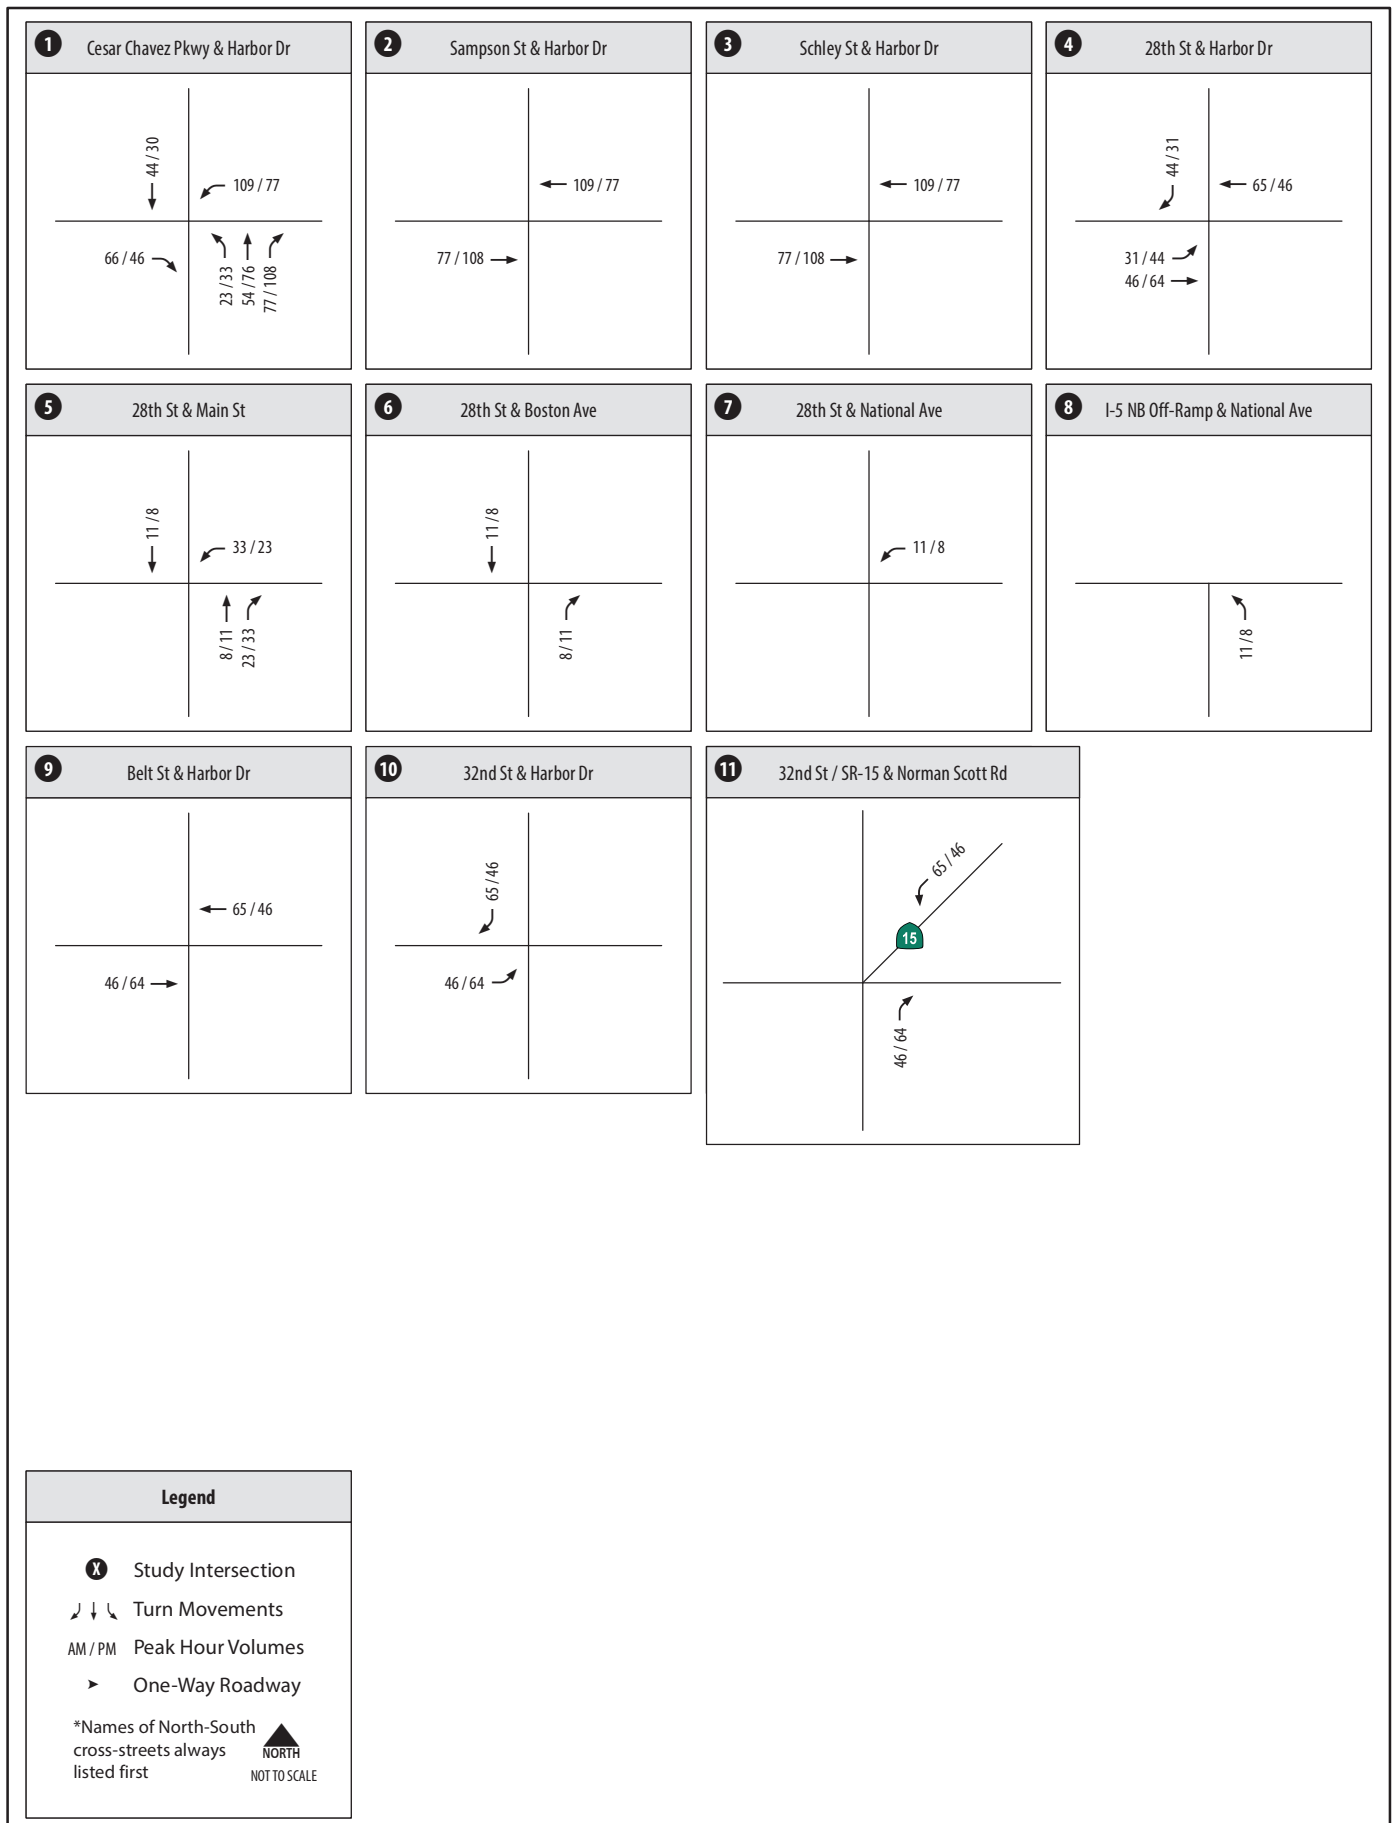 1 Cesar Chavez Pkwy & Harbor Dr
44 / 30
109 / 77
66 / 46
23 / 33
54 / 76
77 / 108
2 Sampson St & Harbor Dr
109 / 77
77 / 108
3 Schley St & Harbor Dr
109 / 77
77 / 108
4 28th St & Harbor Dr
44 / 31
65 / 46
31 / 44
46 / 64
5 28th St & Main St
11 / 8
33 / 23
8 / 11
23 / 33
6 28th St & Boston Ave
11 / 8
8 / 11
7 28th St & National Ave
11 / 8
8 I-5 NB Off-Ramp & National Ave
11 / 8
9 Belt St & Harbor Dr
65 / 46
46 / 64
10 32nd St & Harbor Dr
65 / 46
46 / 64
11 32nd St / SR-15 & Norman Scott Rd
65 / 46
15
46 / 64
Legend
X Study Intersection
Turn Movements
AM / PM Peak Hour Volumes
One-Way Roadway
*Names of North-South
cross-streets always
listed first
NORTH
NOT TO SCALE